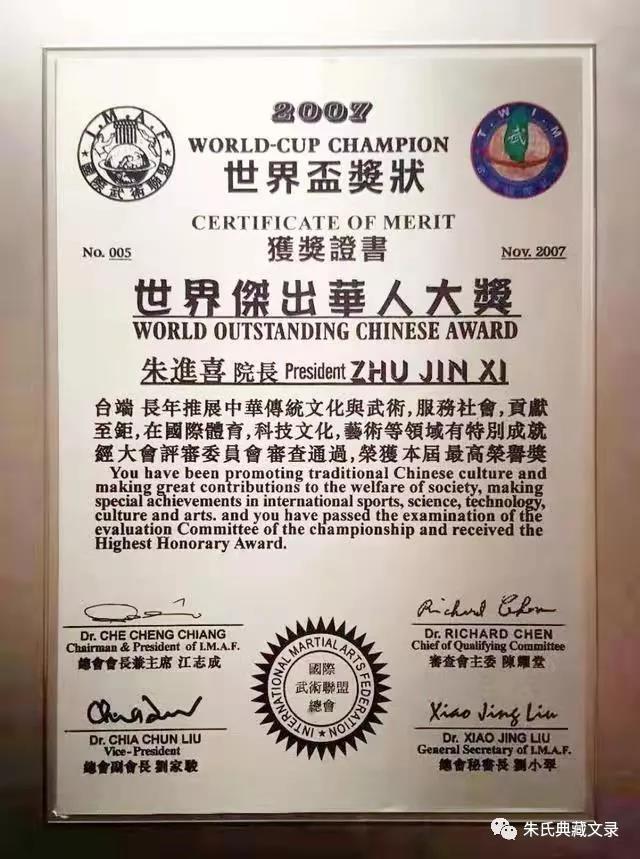 I.M.A.F
國際武術聯盟
T.W.I.M
武
2007
WORLD-CUP CHAMPION
世界盃獎狀
CERTIFICATE OF MERIT
獲獎證書
No. 005
Nov. 2007
世界傑出華人大獎
WORLD OUTSTANDING CHINESE AWARD
朱進喜 院長 President ZHU JIN XI
台端 長年推展中華傳統文化與武術,服務社會,貢獻
至鉅,在國際體育,科技文化,藝術等領域有特別成就
經大會評審委員會審查通過,榮獲本屆最高榮譽獎
You have been promoting traditional Chinese culture and
making great contributions to the welfare of society, making
special achievements in international sports, science, technology,
culture and arts. and you have passed the examination of the
evaluation Committee of the championship and received the
Highest Honorary Award.
Dr. CHE CHENG CHIANG
Chairman & President of I.M.A.F.
總會會長兼主席 江志成
Richard Chen
Dr. RICHARD CHEN
Chief of Qualifying Committee
審查會主委 陳耀堂
INTERNATIONAL MARTIAL ARTS FEDERATION
國際
武術聯盟
總會
Dr. CHIA CHUN LIU
Vice-President
總會副會長 劉家駿
Xiao Jing Liu
Dr. XIAO JING LIU
General Secretary of I.M.A.F.
總會秘書長 劉小翠
朱氏典藏文录